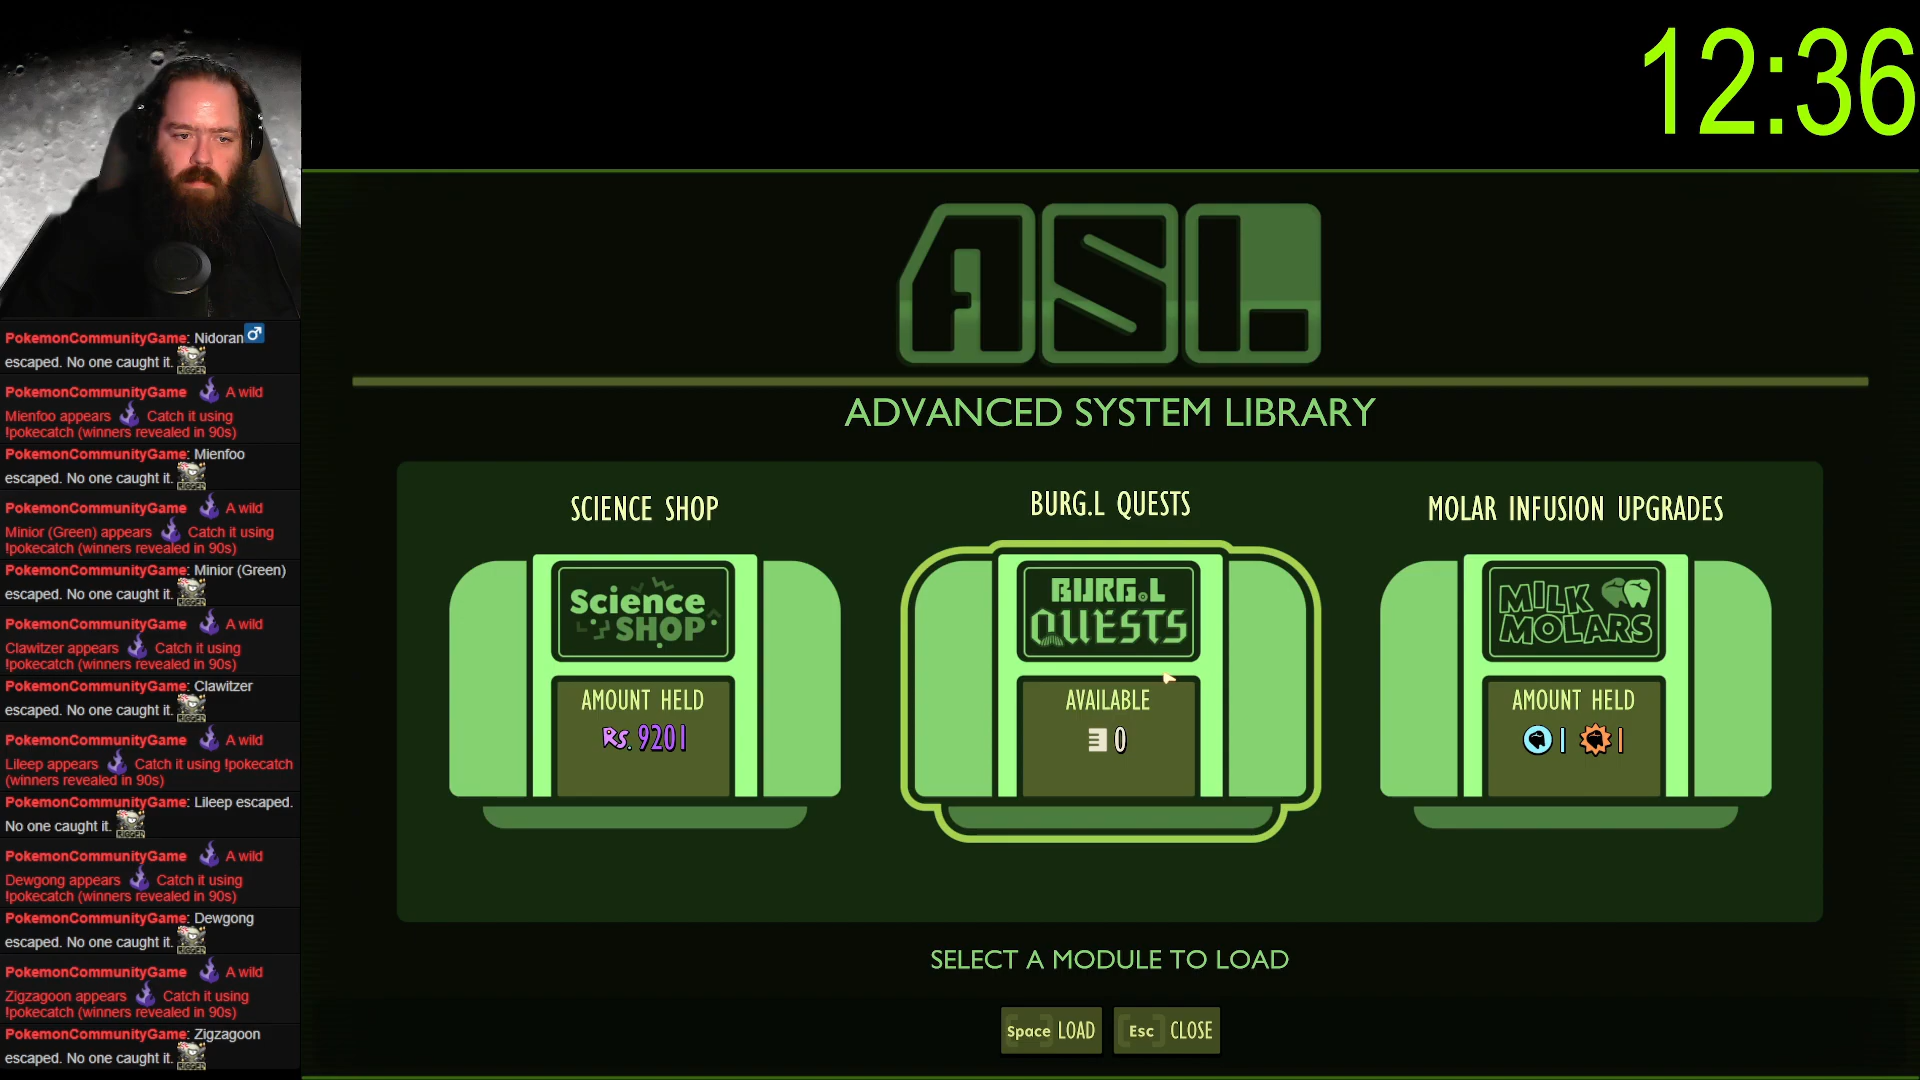 12:36
PokemonCommunityGame: Nidoran♂
escaped. No one caught it.
PokemonCommunityGame A wild
Mienfoo appears Catch it using
!pokecatch (winners revealed in 90s)
PokemonCommunityGame: Mienfoo
escaped. No one caught it.
PokemonCommunityGame A wild
Minior (Green) appears Catch it using
!pokecatch (winners revealed in 90s)
PokemonCommunityGame: Minior (Green)
escaped. No one caught it.
PokemonCommunityGame A wild
Clawitzer appears Catch it using
!pokecatch (winners revealed in 90s)
PokemonCommunityGame: Clawitzer
escaped. No one caught it.
PokemonCommunityGame A wild
Lileep appears Catch it using !pokecatch
(winners revealed in 90s)
PokemonCommunityGame: Lileep escaped.
No one caught it.
PokemonCommunityGame A wild
Dewgong appears Catch it using
!pokecatch (winners revealed in 90s)
PokemonCommunityGame: Dewgong
escaped. No one caught it.
PokemonCommunityGame A wild
Zigzagoon appears Catch it using
!pokecatch (winners revealed in 90s)
PokemonCommunityGame: Zigzagoon
escaped. No one caught it.
ASL
ADVANCED SYSTEM LIBRARY
SCIENCE SHOP
Science
SHOP
AMOUNT HELD
Rs. 9201
BURG.L QUESTS
BURG.L
QUESTS
AVAILABLE
0
MOLAR INFUSION UPGRADES
MILK
MOLARS
AMOUNT HELD
1 1
SELECT A MODULE TO LOAD
Space LOAD Esc CLOSE